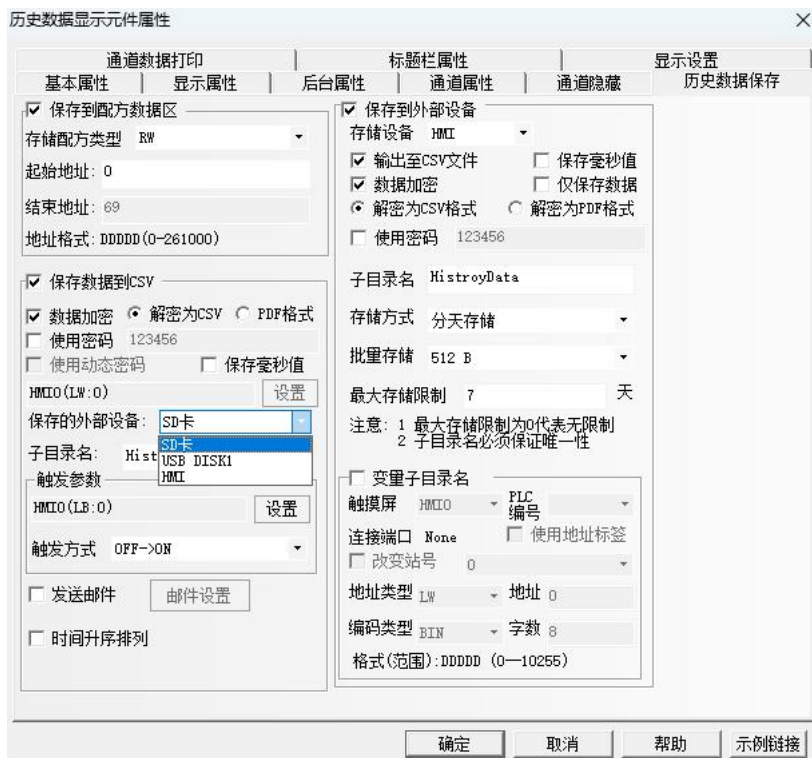 历史数据显示元件属性
通道数据打印
标题栏属性
显示设置
基本属性
显示属性
后台属性
通道属性
通道隐藏
历史数据保存
保存到配方数据区
存储配方类型 RW
起始地址: 0
结束地址: 69
地址格式: DDDDD(0-261000)
保存数据到CSV
数据加密 解密为CSV PDF格式
使用密码 123456
使用动态密码 保存毫秒值
HMI0(LW:0) 设置
保存的外部设备: SD卡
SD卡
USB DISK1
HMI
子目录名: Hist
触发参数
HMI0(LB:0) 设置
触发方式 OFF->ON
发送邮件 邮件设置
时间升序排列
保存到外部设备
存储设备 HMI
输出至CSV文件 保存毫秒值
数据加密 仅保存数据
解密为CSV格式 解密为PDF格式
使用密码 123456
子目录名 HistroyData
存储方式 分天存储
批量存储 512 B
最大存储限制 7 天
注意: 1 最大存储限制为0代表无限制
2 子目录名必须保证唯一性
变量子目录名
触摸屏 HMI0 PLC编号
连接端口 None 使用地址标签
改变站号 0
地址类型 LW 地址 0
编码类型 BIN 字数 8
格式(范围):DDDDD (0—10255)
确定 取消 帮助 示例链接